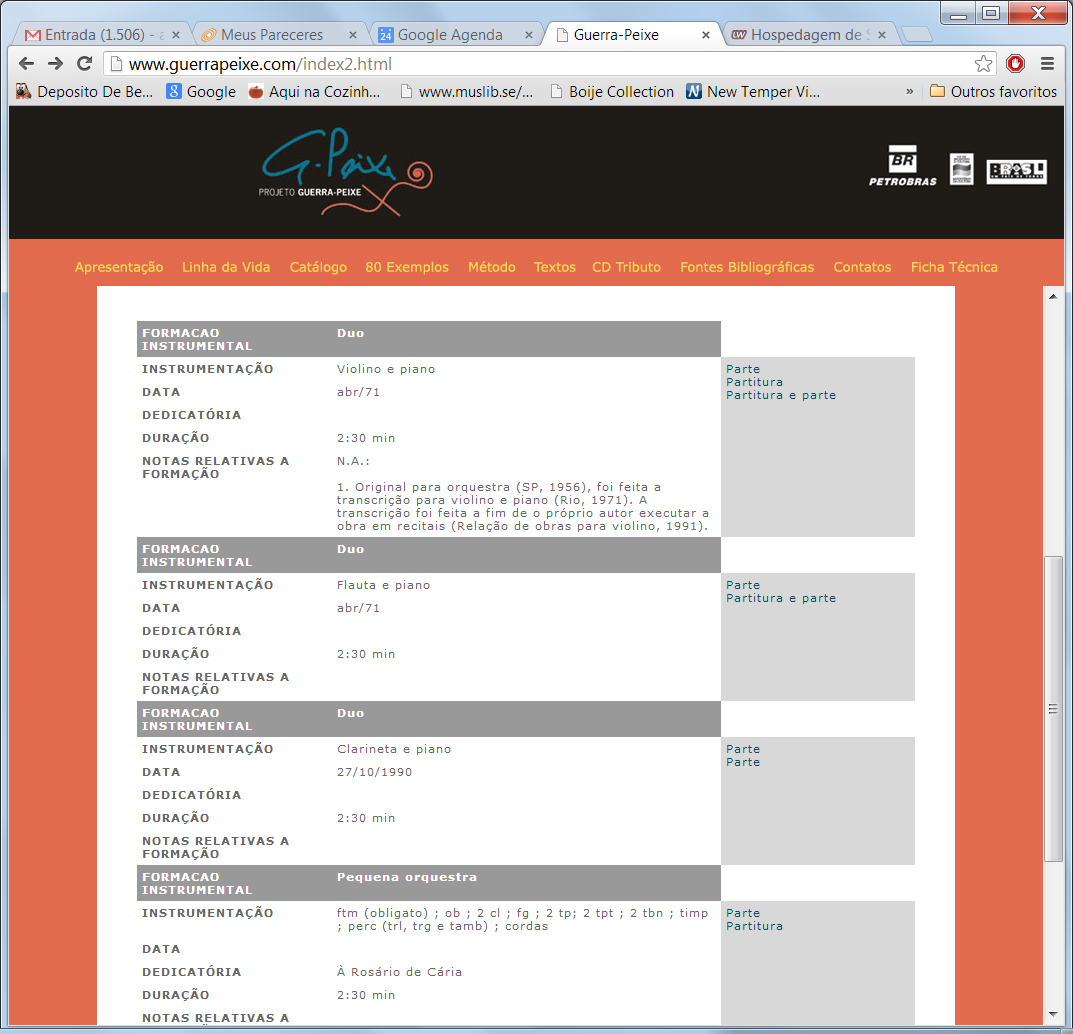 Entrada (1.506) - a
Meus Pareceres
24 Google Agenda
Guerra-Peixe
LW Hospedagem de S
www.guerrapeixe.com/index2.html
Deposito De Be...
8 Google
Aqui na Cozinh...
www.muslib.se/...
Boije Collection
N New Temper Vi...
»
Outros favoritos
G-Peixe
PROJETO GUERRA-PEIXE
BR
PETROBRAS
BRASIL
Apresentação Linha da Vida Catálogo 80 Exemplos Método Textos CD Tributo Fontes Bibliográficas Contatos Ficha Técnica
FORMACAO Duo
INSTRUMENTAL
INSTRUMENTAÇÃO Violino e piano Parte
Partitura
DATA abr/71 Partitura e parte
DEDICATÓRIA
DURAÇÃO 2:30 min
NOTAS RELATIVAS A N.A.:
FORMAÇÃO
1. Original para orquestra (SP, 1956), foi feita a
transcrição para violino e piano (Rio, 1971). A
transcrição foi feita a fim de o próprio autor executar a
obra em recitais (Relação de obras para violino, 1991).
FORMACAO Duo
INSTRUMENTAL
INSTRUMENTAÇÃO Flauta e piano Parte
Partitura e parte
DATA abr/71
DEDICATÓRIA
DURAÇÃO 2:30 min
NOTAS RELATIVAS A
FORMAÇÃO
FORMACAO Duo
INSTRUMENTAL
INSTRUMENTAÇÃO Clarineta e piano Parte
Parte
DATA 27/10/1990
DEDICATÓRIA
DURAÇÃO 2:30 min
NOTAS RELATIVAS A
FORMAÇÃO
FORMACAO Pequena orquestra
INSTRUMENTAL
INSTRUMENTAÇÃO ftm (obligato) ; ob ; 2 cl ; fg ; 2 tp; 2 tpt ; 2 tbn ; timp Parte
; perc (trl, trg e tamb) ; cordas Partitura
DATA
DEDICATÓRIA À Rosário de Cária
DURAÇÃO 2:30 min
NOTAS RELATIVAS A